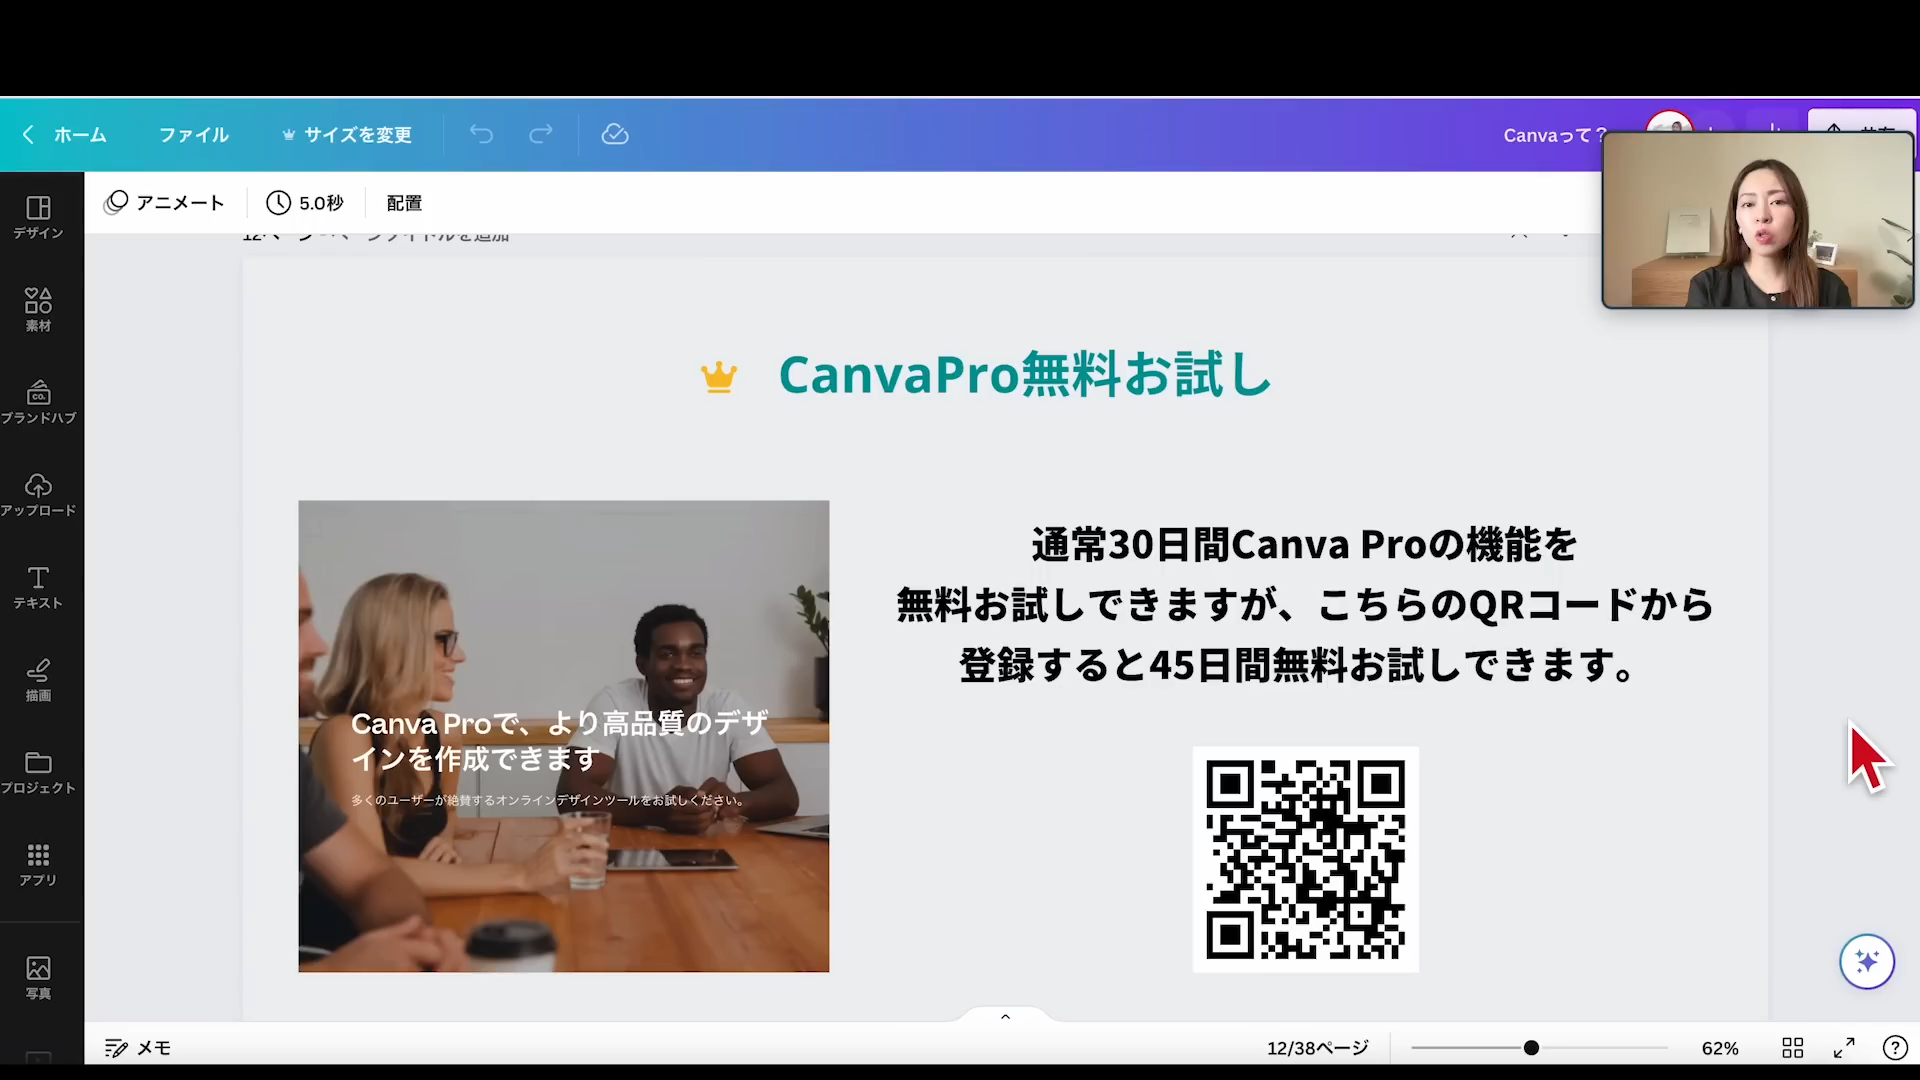 ホーム
ファイル
サイズを変更
Canvaって？
アニメート
5.0秒
配置
デザイン
素材
ブランドハブ
アップロード
テキスト
描画
プロジェクト
アプリ
写真
CanvaPro無料お試し
通常30日間Canva Proの機能を
無料お試しできますが、こちらのQRコードから
登録すると45日間無料お試しできます。
Canva Proで、より高品質のデザ
インを作成できます
多くのユーザーが絶賛するオンラインデザインツールをお試しください。
メモ
12/38ページ
62%